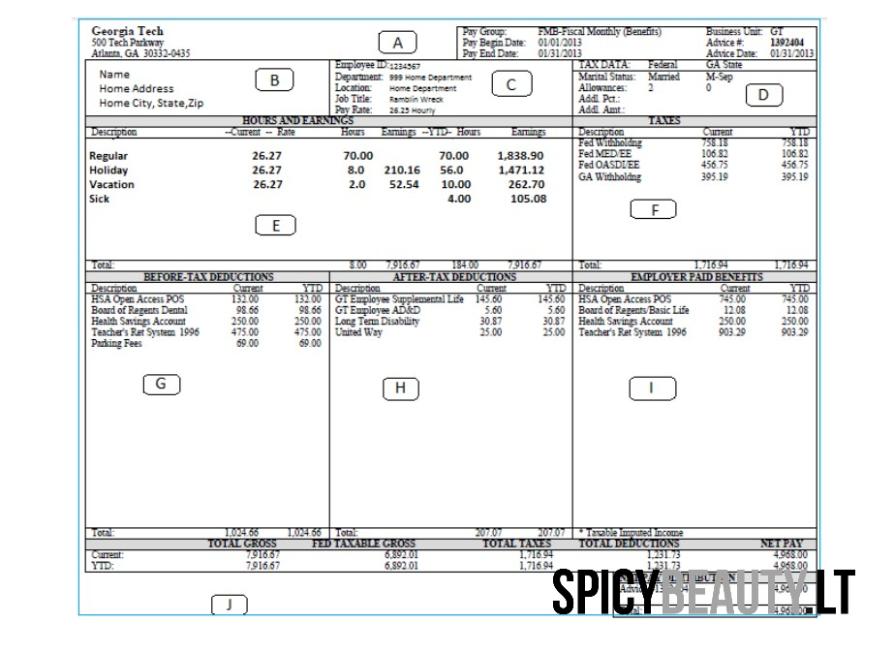 Georgia Tech
500 Tech Parkway
Atlanta, GA 30332-0435
A
Pay Group: FMB-Fiscal Monthly (Benefits)
Pay Begin Date: 01/01/2013
Pay End Date: 01/31/2013
Business Unit: GT
Advice #: 1392404
Advice Date: 01/31/2013
Name
Home Address
Home City, State,Zip
B
Employee ID:1234567
Department: 999 Home Department
Location: Home Department
Job Title: Ramblin Wreck
Pay Rate: 26.25 Hourly
C
TAX DATA: Federal GA State
Marital Status: Married M-Sep
Allowances: 2 0
Addl. Pct.:
Addl. Amt.:
D
HOURS AND EARNINGS
Description --Current -- Rate Hours Earnings --YTD- Hours Earnings
Regular 26.27 70.00 70.00 1,838.90
Holiday 26.27 8.0 210.16 56.0 1,471.12
Vacation 26.27 2.0 52.54 10.00 262.70
Sick 4.00 105.08
E
Total: 8.00 7,916.67 184.00 7,916.67
TAXES
Description Current YTD
Fed Withholdng 758.18 758.18
Fed MED/EE 106.82 106.82
Fed OASDI/EE 456.75 456.75
GA Withholdng 395.19 395.19
F
Total: 1,716.94 1,716.94
BEFORE-TAX DEDUCTIONS
Description Current YTD
HSA Open Access POS 132.00 132.00
Board of Regents Dental 98.66 98.66
Health Savings Account 250.00 250.00
Teacher's Ret System 1996 475.00 475.00
Parking Fees 69.00 69.00
G
Total: 1,024.66 1,024.66
AFTER-TAX DEDUCTIONS
Description Current YTD
GT Employee Supplemental Life 145.60 145.60
GT Employee AD&D 5.60 5.60
Long Term Disability 30.87 30.87
United Way 25.00 25.00
H
Total: 207.07 207.07
EMPLOYER PAID BENEFITS
Description Current YTD
HSA Open Access POS 745.00 745.00
Board of Regents/Basic Life 12.08 12.08
Health Savings Account 250.00 250.00
Teacher's Ret System 1996 903.29 903.29
I
* Taxable Imputed Income
TOTAL GROSS FED TAXABLE GROSS TOTAL TAXES TOTAL DEDUCTIONS NET PAY
Current: 7,916.67 6,892.01 1,716.94 1,231.73 4,968.00
YTD: 7,916.67 6,892.01 1,716.94 1,231.73 4,968.00
J
4,968.00
SPICYBEAUTY.LT